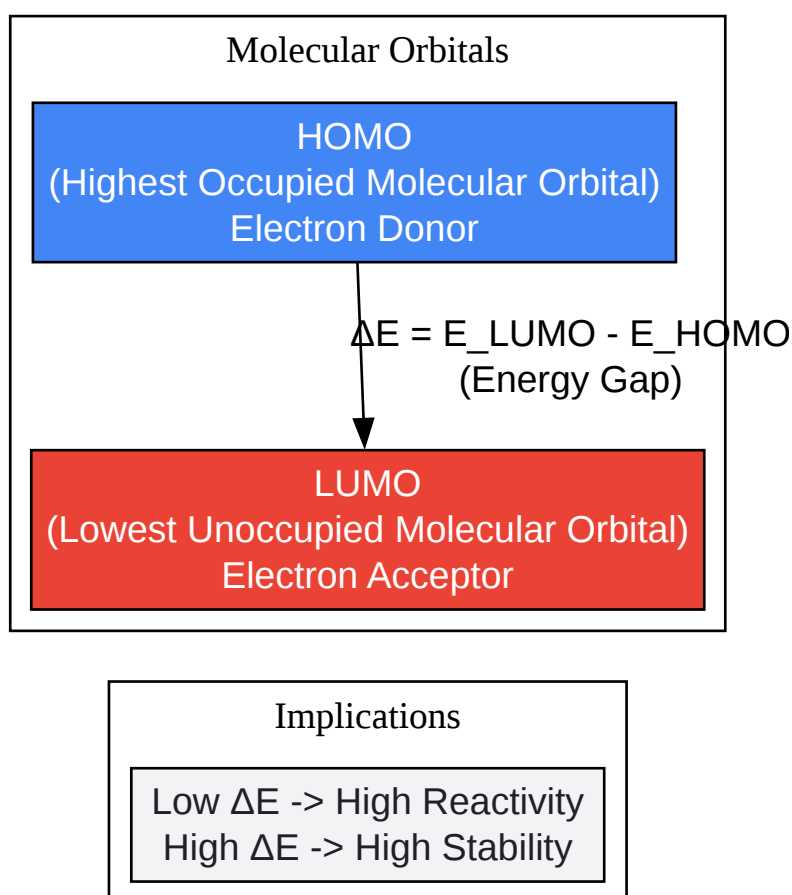 Molecular Orbitals
HOMO
(Highest Occupied Molecular Orbital)
Electron Donor
ΔE = E_LUMO - E_HOMO
(Energy Gap)
LUMO
(Lowest Unoccupied Molecular Orbital)
Electron Acceptor
Implications
Low ΔE -> High Reactivity
High ΔE -> High Stability